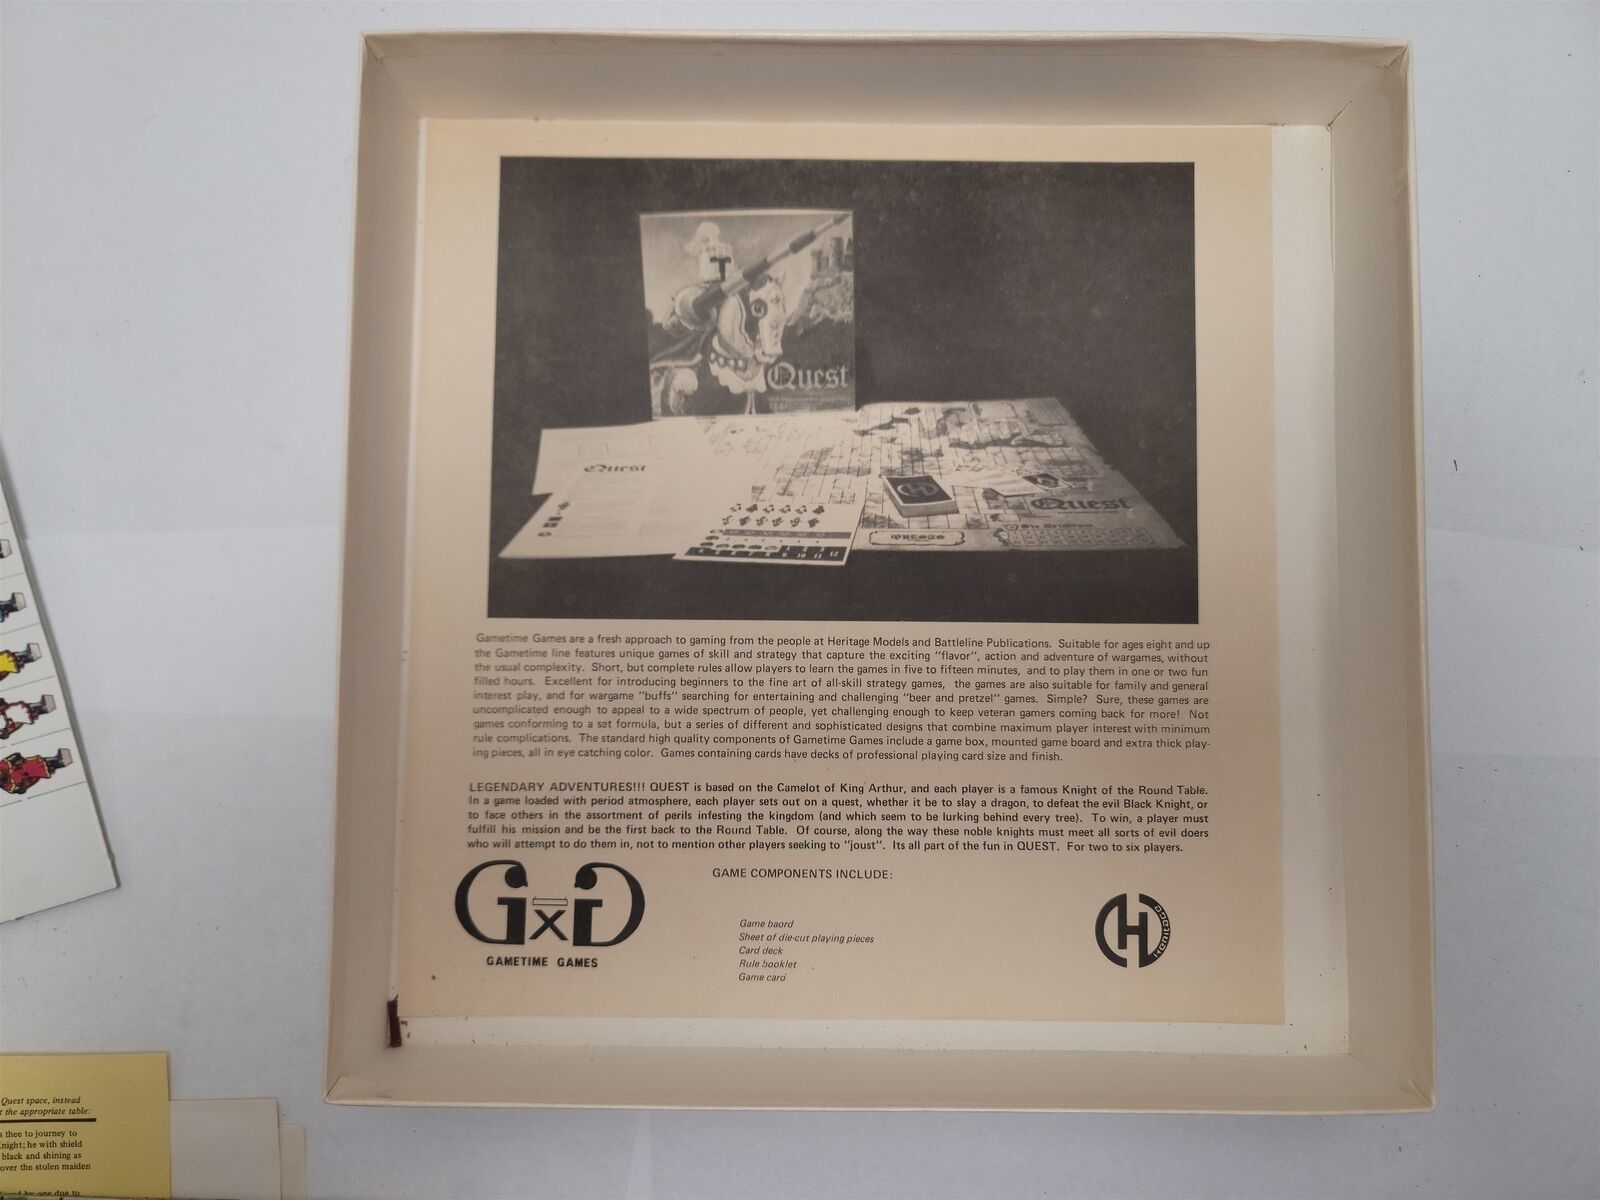 Quest
Quest
Quest
QUESTS
4 5 6 7 8 9 10 11 12
Gametime Games are a fresh approach to gaming from the people at Heritage Models and Battleline Publications. Suitable for ages eight and up
the Gametime line features unique games of skill and strategy that capture the exciting "flavor", action and adventure of wargames, without
the usual complexity. Short, but complete rules allow players to learn the games in five to fifteen minutes, and to play them in one or two fun
filled hours. Excellent for introducing beginners to the fine art of all-skill strategy games, the games are also suitable for family and general
interest play, and for wargame "buffs" searching for entertaining and challenging "beer and pretzel" games. Simple? Sure, these games are
uncomplicated enough to appeal to a wide spectrum of people, yet challenging enough to keep veteran gamers coming back for more! Not
games conforming to a set formula, but a series of different and sophisticated designs that combine maximum player interest with minimum
rule complications. The standard high quality components of Gametime Games include a game box, mounted game board and extra thick play-
ing pieces, all in eye catching color. Games containing cards have decks of professional playing card size and finish.
LEGENDARY ADVENTURES!!! QUEST is based on the Camelot of King Arthur, and each player is a famous Knight of the Round Table.
In a game loaded with period atmosphere, each player sets out on a quest, whether it be to slay a dragon, to defeat the evil Black Knight, or
to face others in the assortment of perils infesting the kingdom (and which seem to be lurking behind every tree). To win, a player must
fulfill his mission and be the first back to the Round Table. Of course, along the way these noble knights must meet all sorts of evil doers
who will attempt to do them in, not to mention other players seeking to "joust". Its all part of the fun in QUEST. For two to six players.
GxG
GAMETIME GAMES
GAME COMPONENTS INCLUDE:
Game baord
Sheet of die-cut playing pieces
Card deck
Rule booklet
Game card
H
Heritage
Quest space, instead
the appropriate table:
thee to journey to
night; he with shield
black and shining as
over the stolen maiden
by one due to